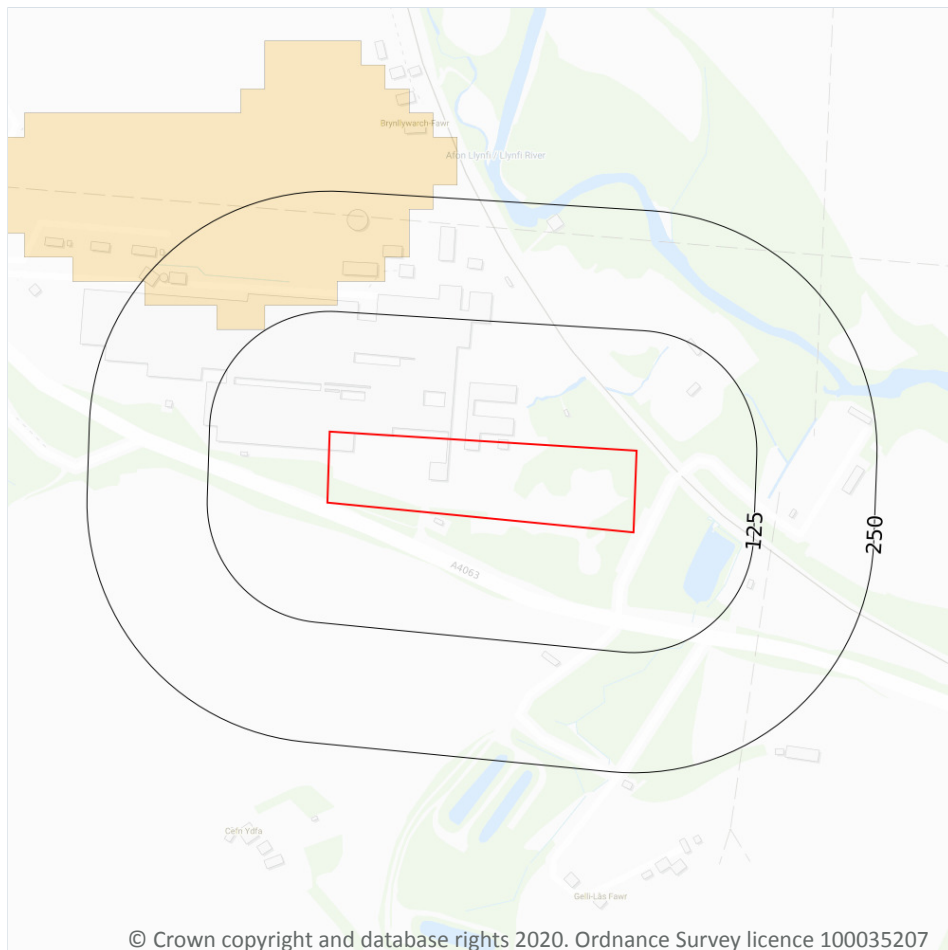 Brynllywarch-Fawr
Afon Llynfi / Llynfi River
125
250
A4063
Cefn Ydfa
Gelli-Lâs Fawr
© Crown copyright and database rights 2020. Ordnance Survey licence 100035207